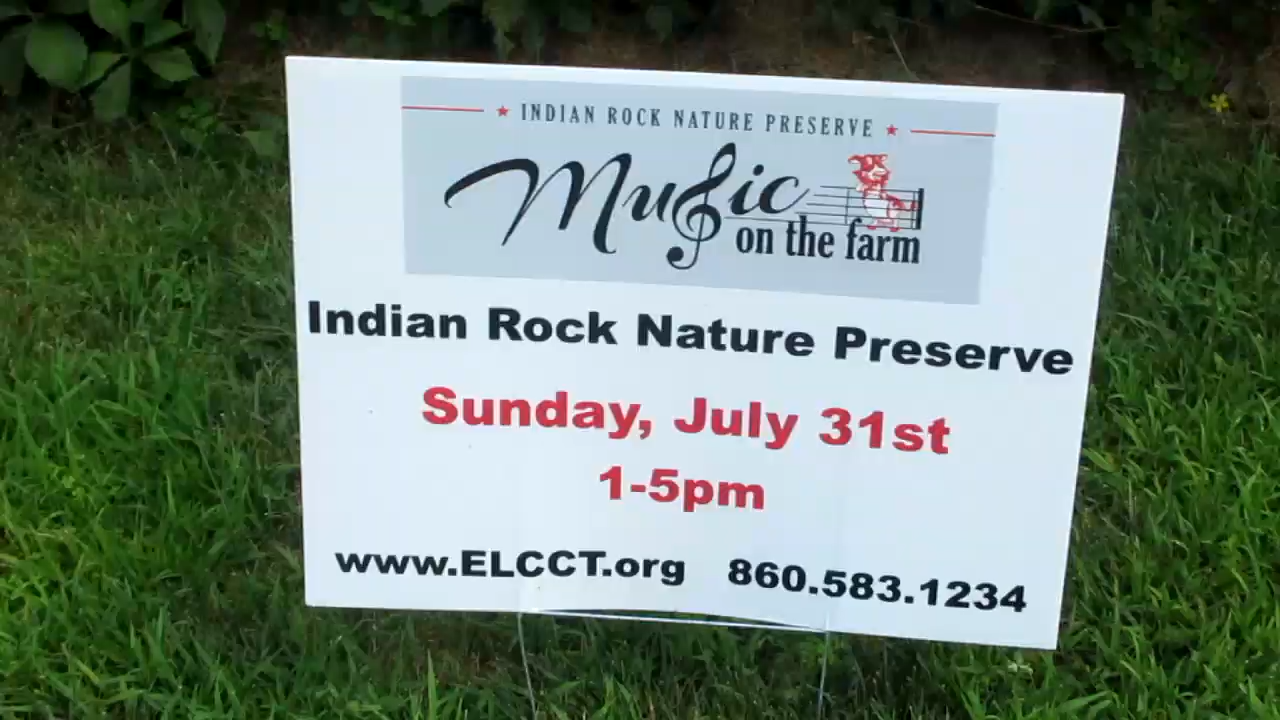 INDIAN ROCK NATURE PRESERVE
Music
on the farm
Indian Rock Nature Preserve
Sunday, July 31st
1-5pm
www.ELCCT.org 860.583.1234